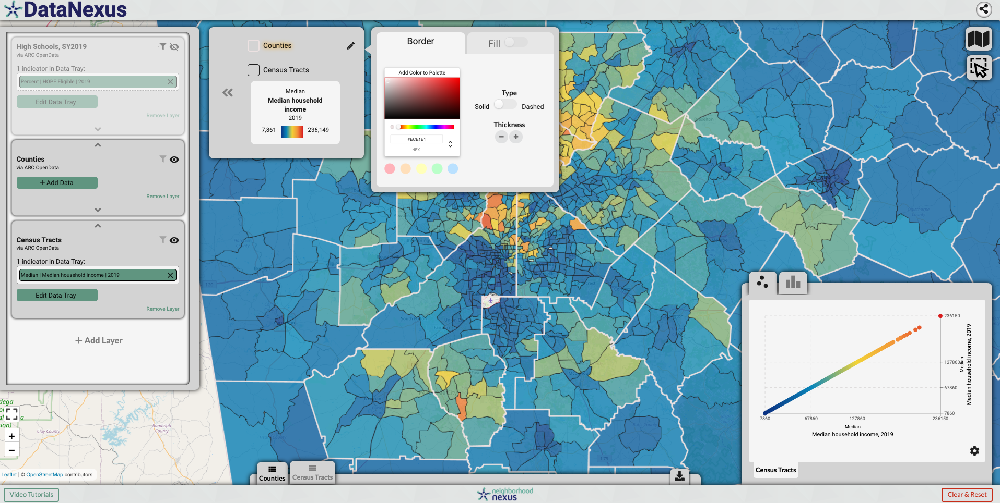 DataNexus
High Schools, SY2019
1
via ARC OpenData
1 indicator in Data Tray:
Percent | HOPE Eligible | 2019
Edit Data Tray
Remove Layer
Counties
via ARC OpenData
+ Add Data
Remove Layer
Census Tracts
via ARC OpenData
1 indicator in Data Tray:
Median | Median household income | 2019
Edit Data Tray
Remove Layer
+ Add Layer
Counties
Census Tracts
Median
Median household
income
2019
7,861
236,149
Border
Fill
Add Color to Palette
#ECE1E1
HEX
Type
Solid
Dashed
Thickness
−
+
Clay County
Randolph
County
120
175
+
−
Leaflet | © OpenStreetMap contributors
Counties
Census Tracts
236150
127860
67860
7860
Median
Median household income, 2019
7860
67860
127860
236150
Median
Median household income, 2019
Census Tracts
Video Tutorials
neighborhood
nexus
Clear & Reset